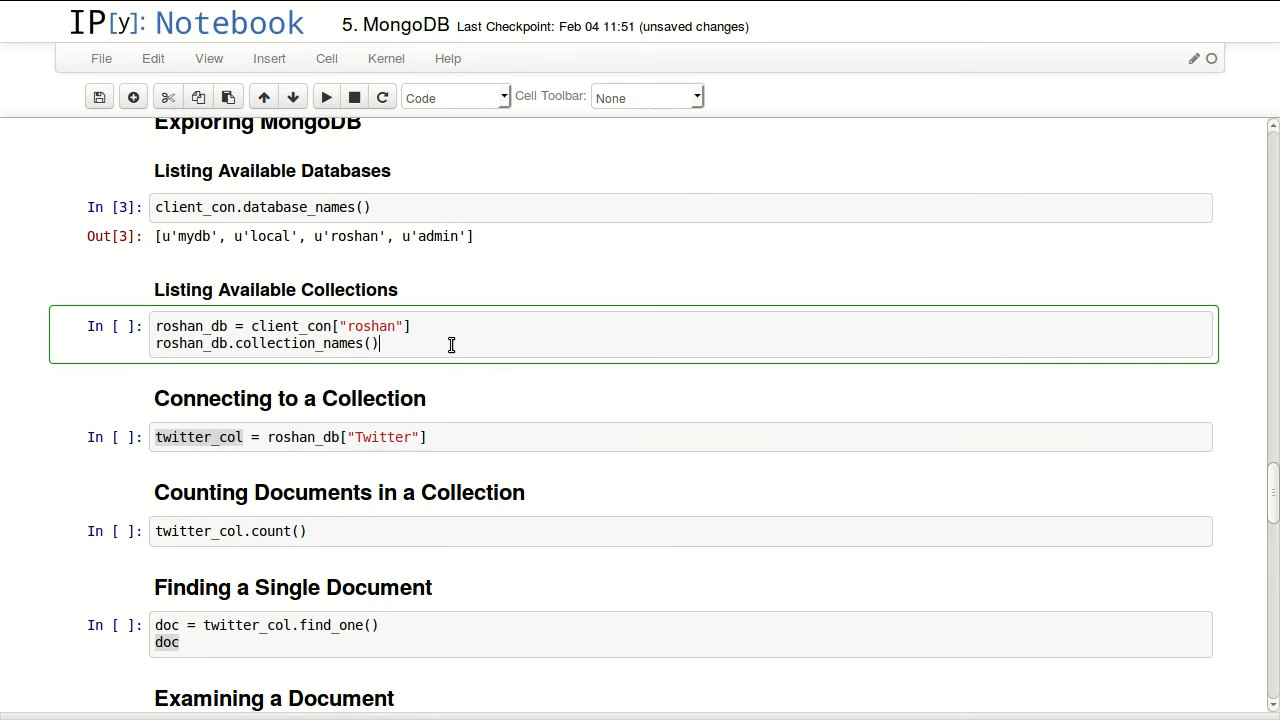 IP[y]: Notebook 5. MongoDB Last Checkpoint: Feb 04 11:51 (unsaved changes)
File Edit View Insert Cell Kernel Help
Code Cell Toolbar: None
Exploring MongoDB
Listing Available Databases
In [3]: client_con.database_names()
Out[3]: [u'mydb', u'local', u'roshan', u'admin']
Listing Available Collections
In [ ]: roshan_db = client_con["roshan"]
roshan_db.collection_names()
Connecting to a Collection
In [ ]: twitter_col = roshan_db["Twitter"]
Counting Documents in a Collection
In [ ]: twitter_col.count()
Finding a Single Document
In [ ]: doc = twitter_col.find_one()
doc
Examining a Document